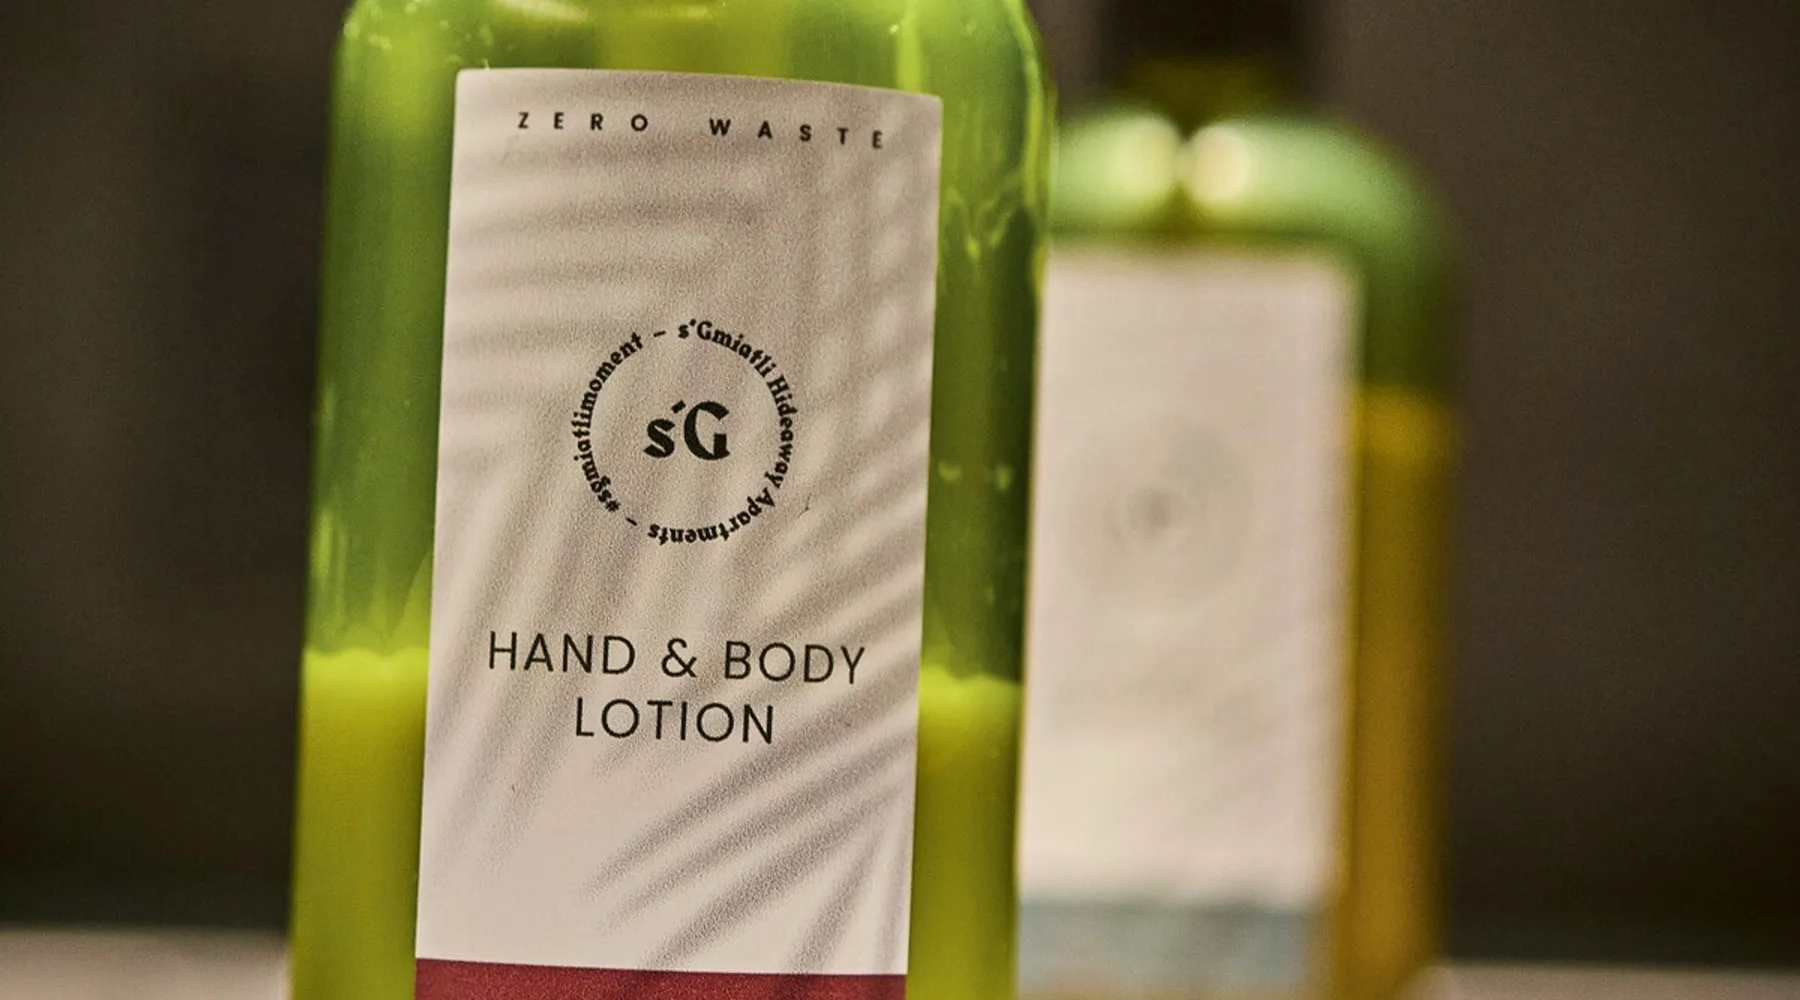 ZERO WASTE
s'Gmiatli Hideaway Apartments – #sgmiatlimoment –
s'G
HAND & BODY
LOTION